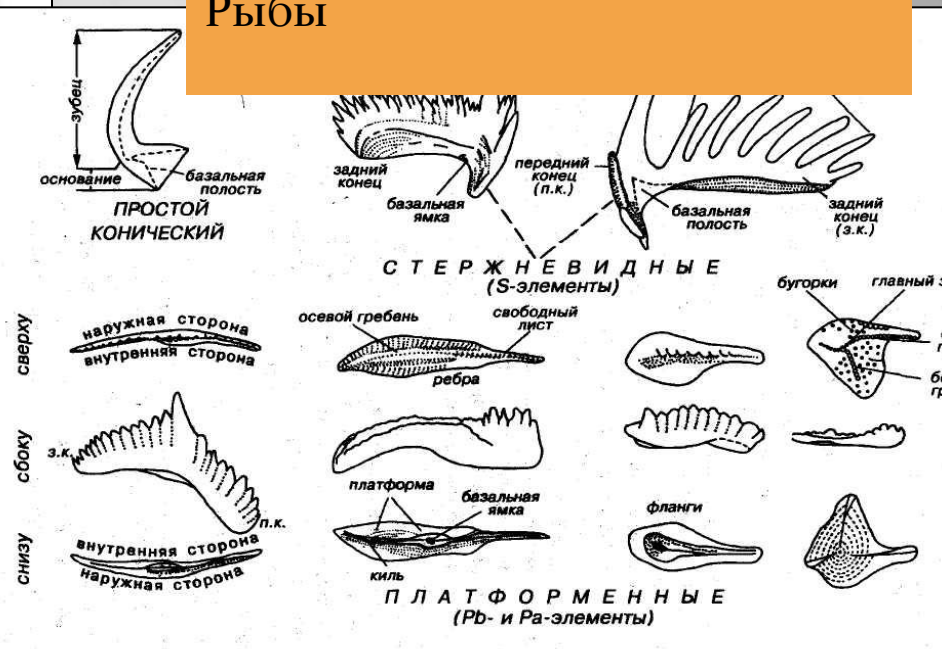 Рыбы
зубец
основание
базальная
полость
ПРОСТОЙ
КОНИЧЕСКИЙ
задний
конец
базальная
ямка
передний
конец
(п.к.)
базальная
полость
задний
конец
(з.к.)
СТЕРЖНЕВИДНЫЕ
(S-элементы)
сверху
наружная сторона
внутренняя сторона
осевой гребень
свободный
лист
ребра
бугорки
главный
сбоку
з.к.
п.к.
снизу
внутренняя сторона
наружная сторона
платформа
базальная
ямка
киль
фланги
ПЛАТФОРМЕННЫЕ
(Pb- и Pa-элементы)